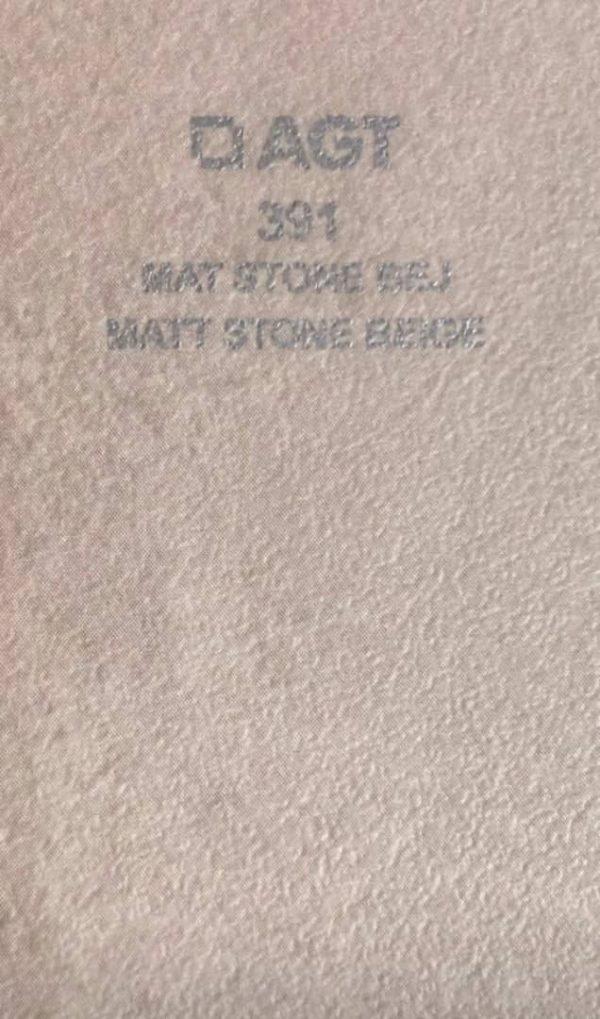 AGT
391
MAT STONE BEJ
MATT STONE BEIGE